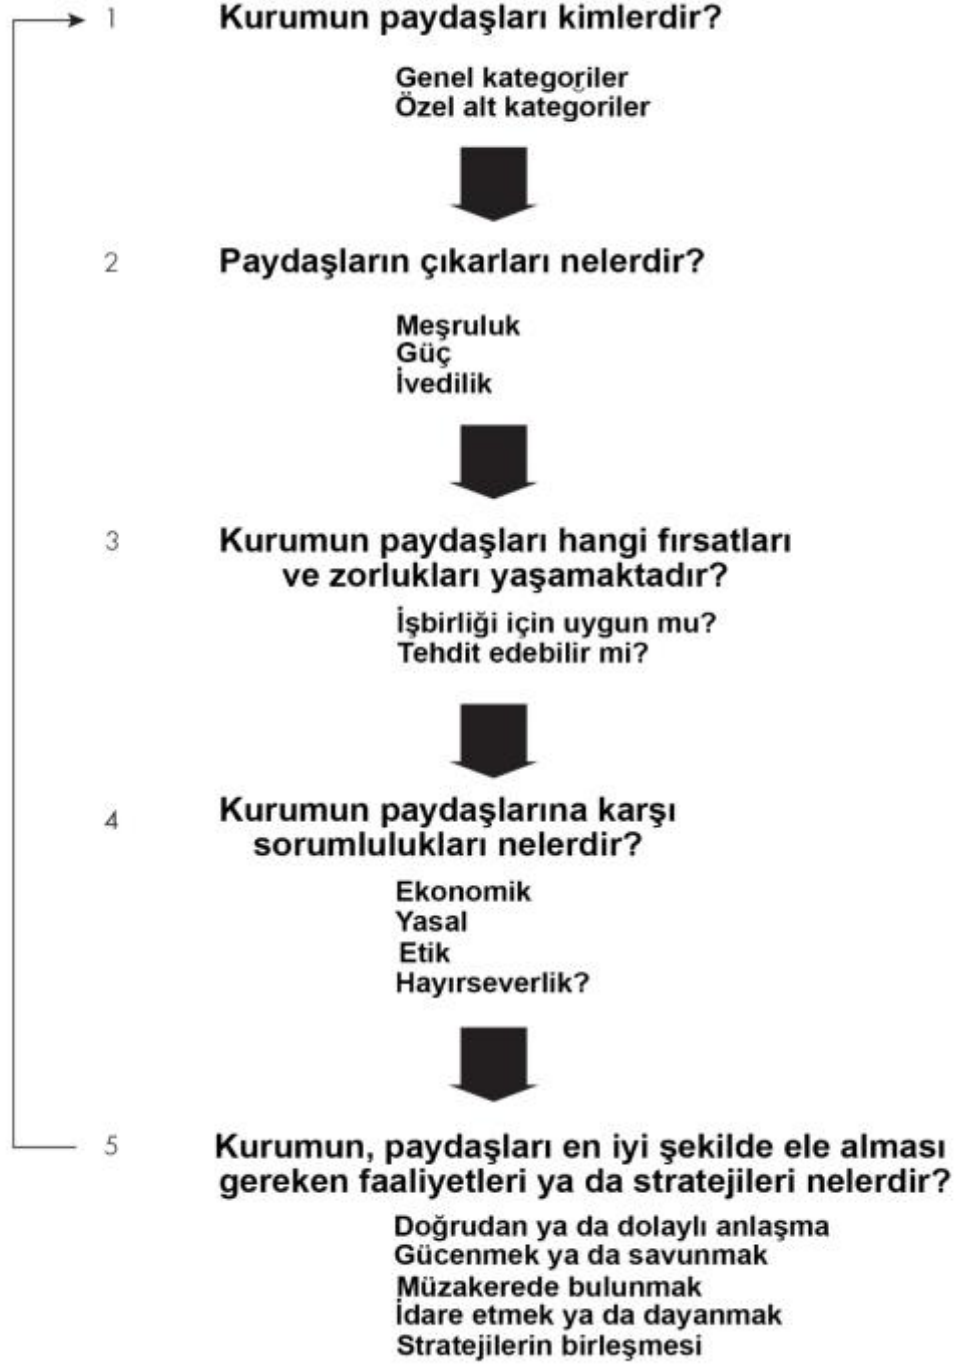 1 Kurumun paydaşları kimlerdir?
Genel kategoriler
Özel alt kategoriler
2 Paydaşların çıkarları nelerdir?
Meşruluk
Güç
İvedilik
3 Kurumun paydaşları hangi fırsatları
ve zorlukları yaşamaktadır?
İşbirliği için uygun mu?
Tehdit edebilir mi?
4 Kurumun paydaşlarına karşı
sorumlulukları nelerdir?
Ekonomik
Yasal
Etik
Hayırseverlik?
5 Kurumun, paydaşları en iyi şekilde ele alması
gereken faaliyetleri ya da stratejileri nelerdir?
Doğrudan ya da dolaylı anlaşma
Gücenmek ya da savunmak
Müzakerede bulunmak
İdare etmek ya da dayanmak
Stratejilerin birleşmesi